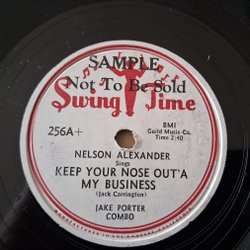 SAMPLE
Not To Be Sold
Swing Time
256A+
BMI
Guild Music Co.
Time 2:40
NELSON ALEXANDER
Sings
KEEP YOUR NOSE OUT'A
MY BUSINESS
(Jack Carrington)
JAKE PORTER
COMBO